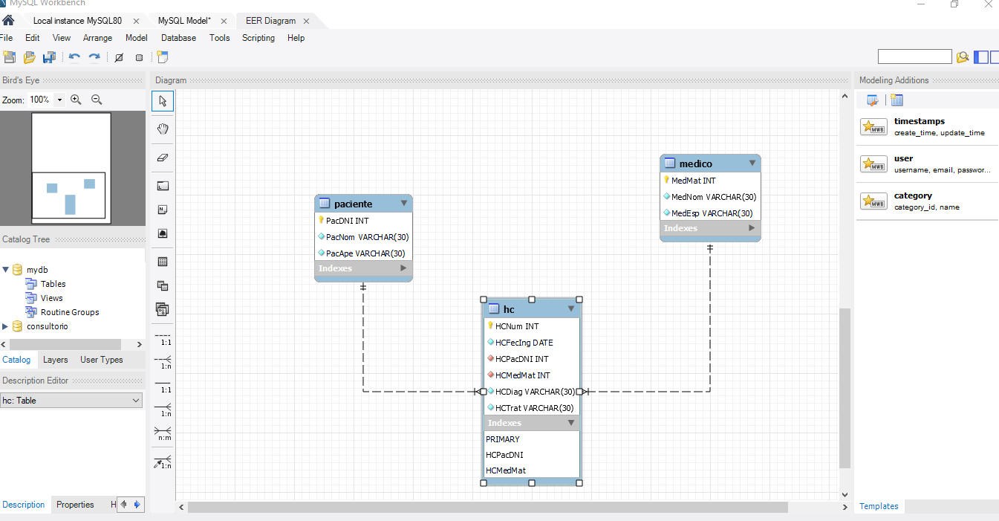 MySQL Workbench
Local instance MySQL80 MySQL Model* EER Diagram
File Edit View Arrange Model Database Tools Scripting Help
Bird's Eye
Zoom: 100%
Catalog Tree
mydb
Tables
Views
Routine Groups
consultorio
Catalog Layers User Types
Description Editor
hc: Table
Description Properties H
1:1
1:n
1:1
1:n
n:m
1:n
Diagram
paciente
PacDNI INT
PacNom VARCHAR(30)
PacApe VARCHAR(30)
Indexes
medico
MedMat INT
MedNom VARCHAR(30)
MedEsp VARCHAR(30)
Indexes
hc
HCNum INT
HCFecIng DATE
HCPacDNI INT
HCMedMat INT
HCDiag VARCHAR(30)
HCTrat VARCHAR(30)
Indexes
PRIMARY
HCPacDNI
HCMedMat
Modeling Additions
MWB
timestamps
create_time, update_time
MWB
user
username, email, passwor...
MWB
category
category_id, name
Templates